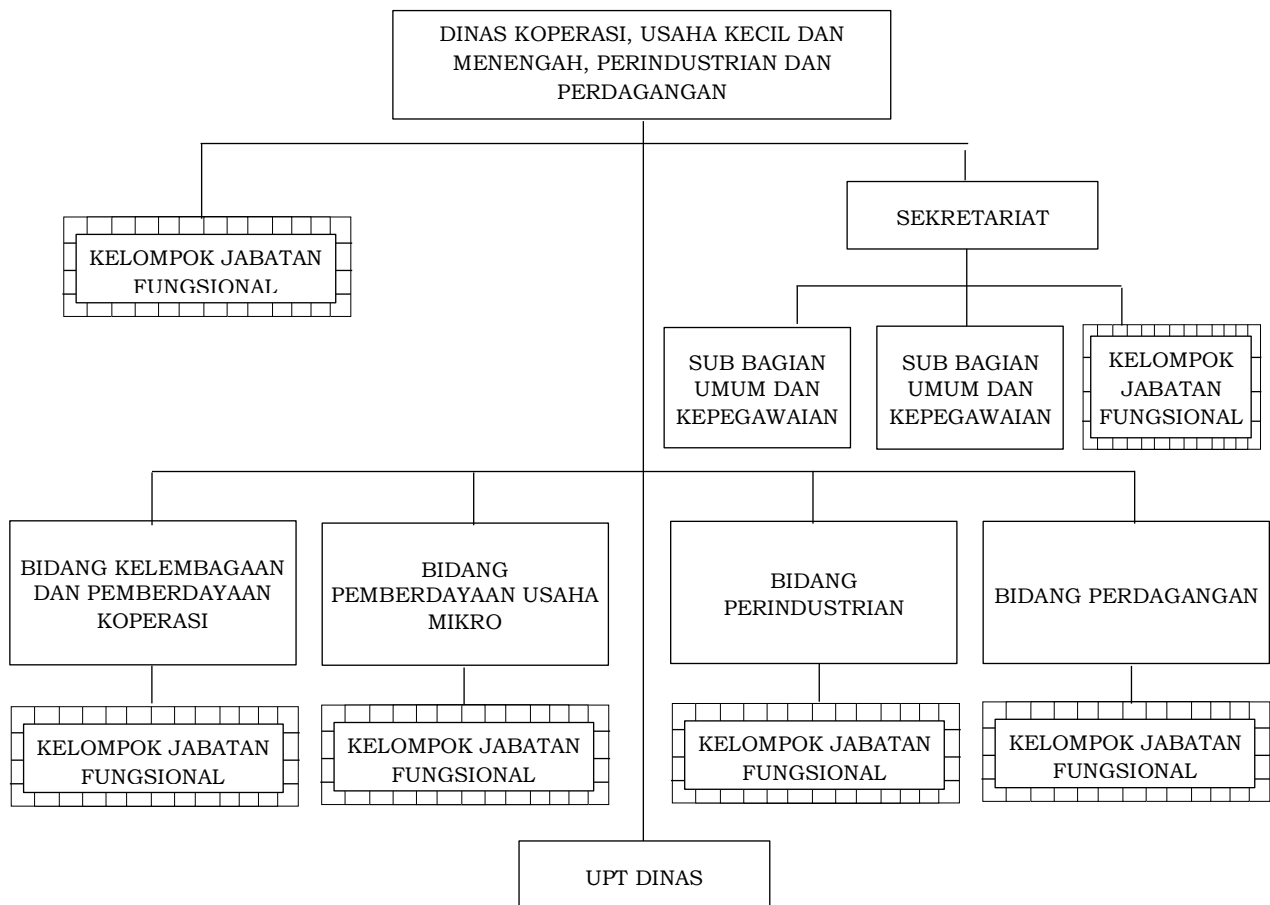 DINAS KOPERASI, USAHA KECIL DAN
MENENGAH, PERINDUSTRIAN DAN
PERDAGANGAN
SEKRETARIAT
KELOMPOK JABATAN
FUNGSIONAL
SUB BAGIAN
UMUM DAN
KEPEGAWAIAN
SUB BAGIAN
UMUM DAN
KEPEGAWAIAN
KELOMPOK
JABATAN
FUNGSIONAL
BIDANG KELEMBAGAAN
DAN PEMBERDAYAAN
KOPERASI
BIDANG
PEMBERDAYAAN USAHA
MIKRO
BIDANG
PERINDUSTRIAN
BIDANG PERDAGANGAN
KELOMPOK JABATAN
FUNGSIONAL
KELOMPOK JABATAN
FUNGSIONAL
KELOMPOK JABATAN
FUNGSIONAL
KELOMPOK JABATAN
FUNGSIONAL
UPT DINAS